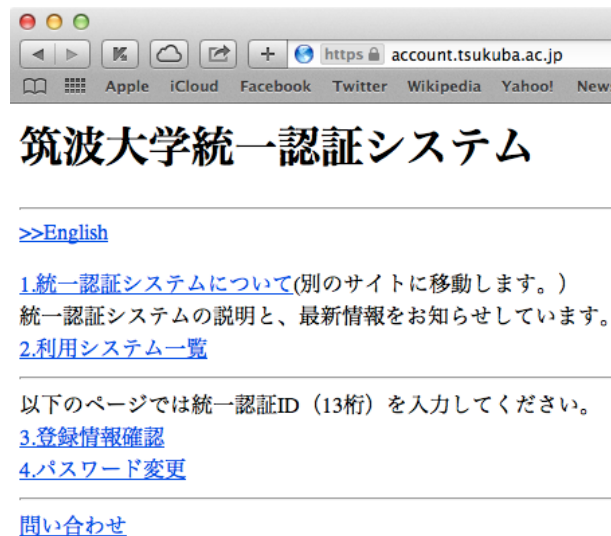 https account.tsukuba.ac.jp
Apple iCloud Facebook Twitter Wikipedia Yahoo! News
筑波大学統一認証システム
>>English
1.統一認証システムについて(別のサイトに移動します。）
統一認証システムの説明と、最新情報をお知らせしています。
2.利用システム一覧
以下のページでは統一認証ID（13桁）を入力してください。
3.登録情報確認
4.パスワード変更
問い合わせ